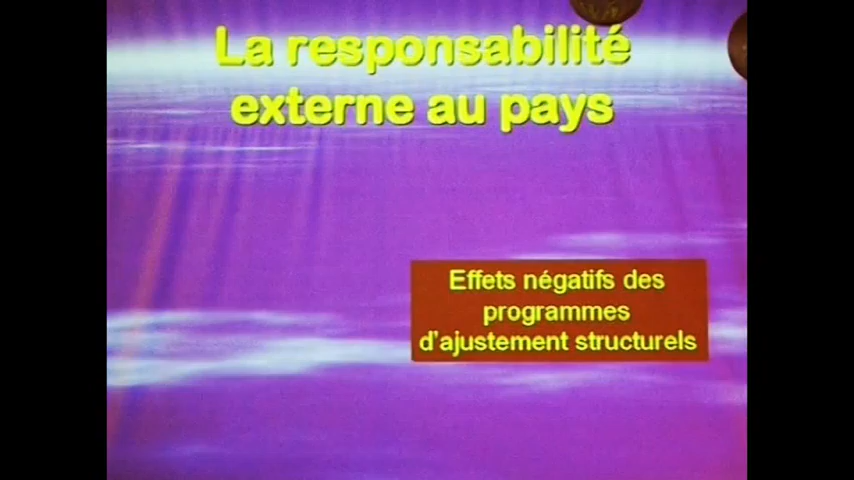 La responsabilité
externe au pays
Effets négatifs des
programmes
d'ajustement structurels